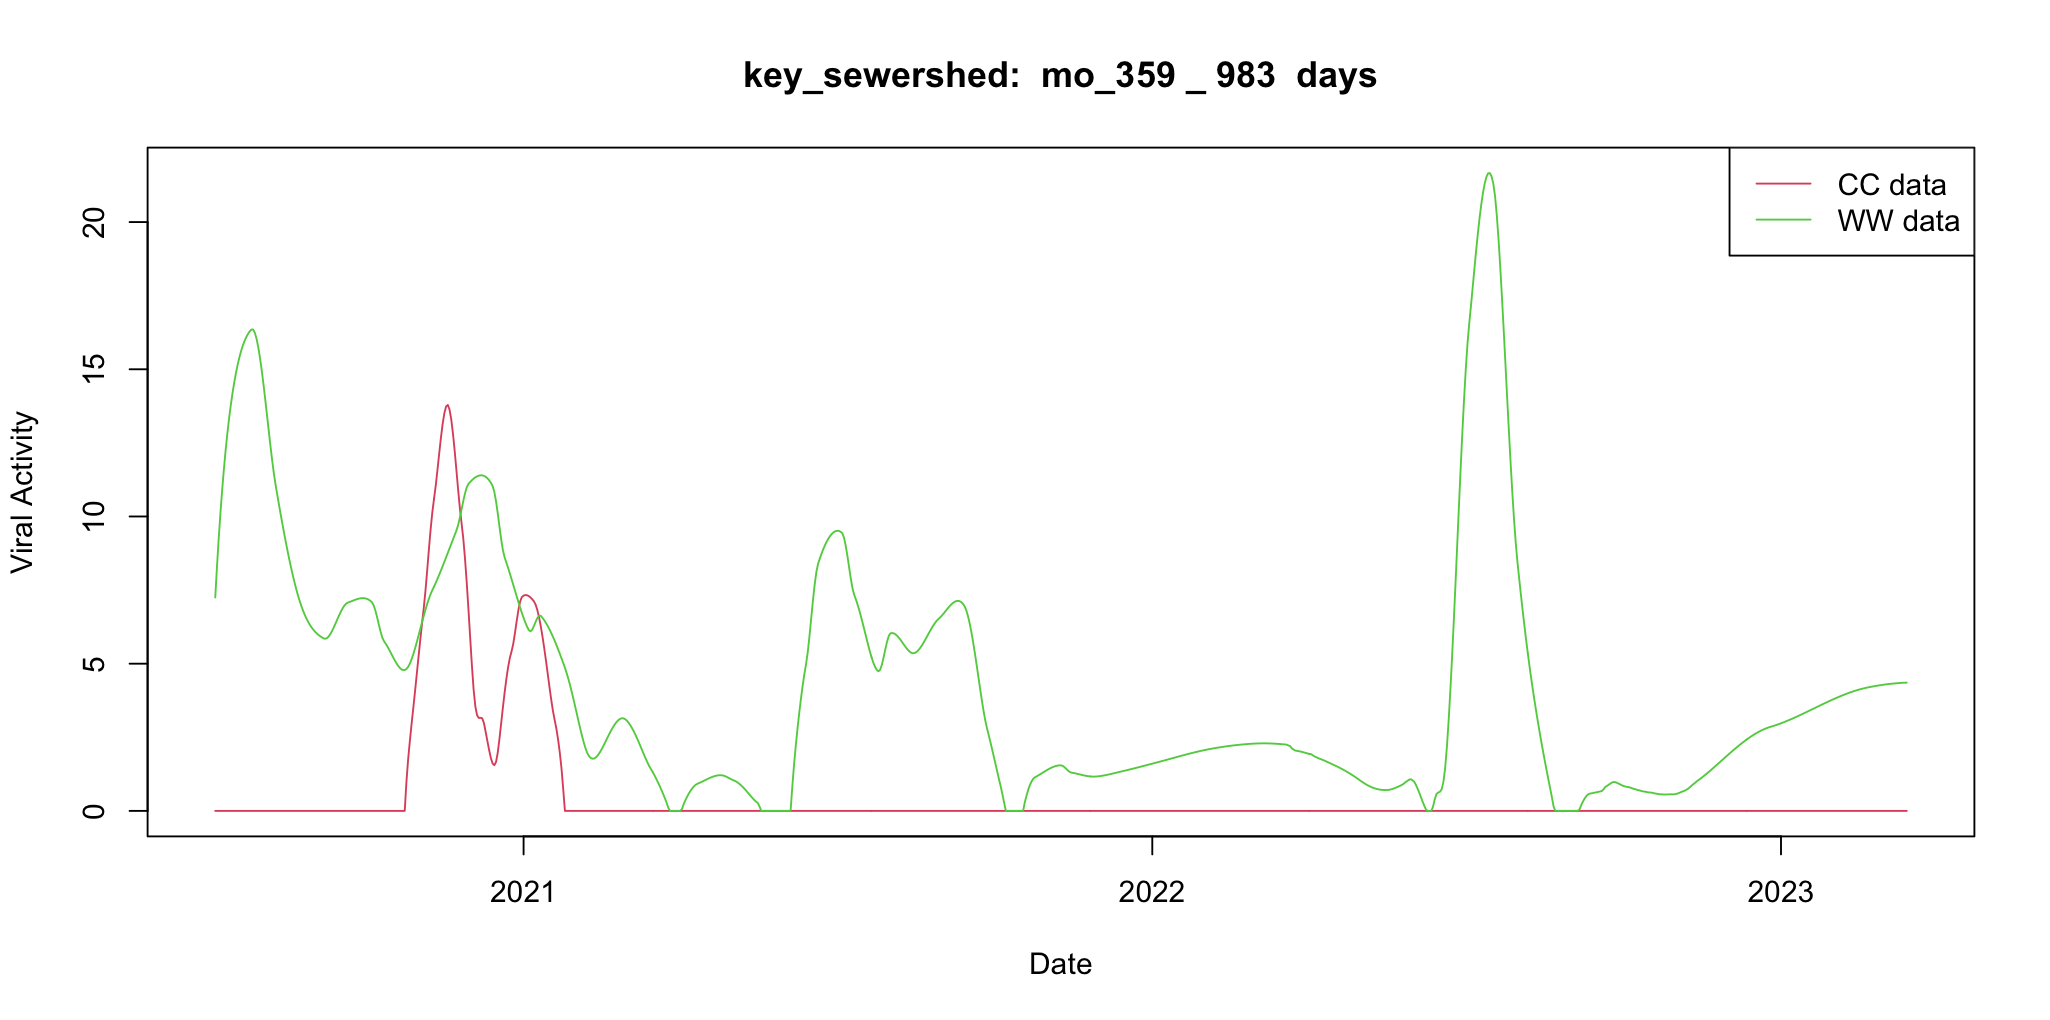 key_sewershed:  mo_359 _ 983  days
CC data
WW data
Viral Activity
20
15
10
5
0
2021
2022
2023
Date